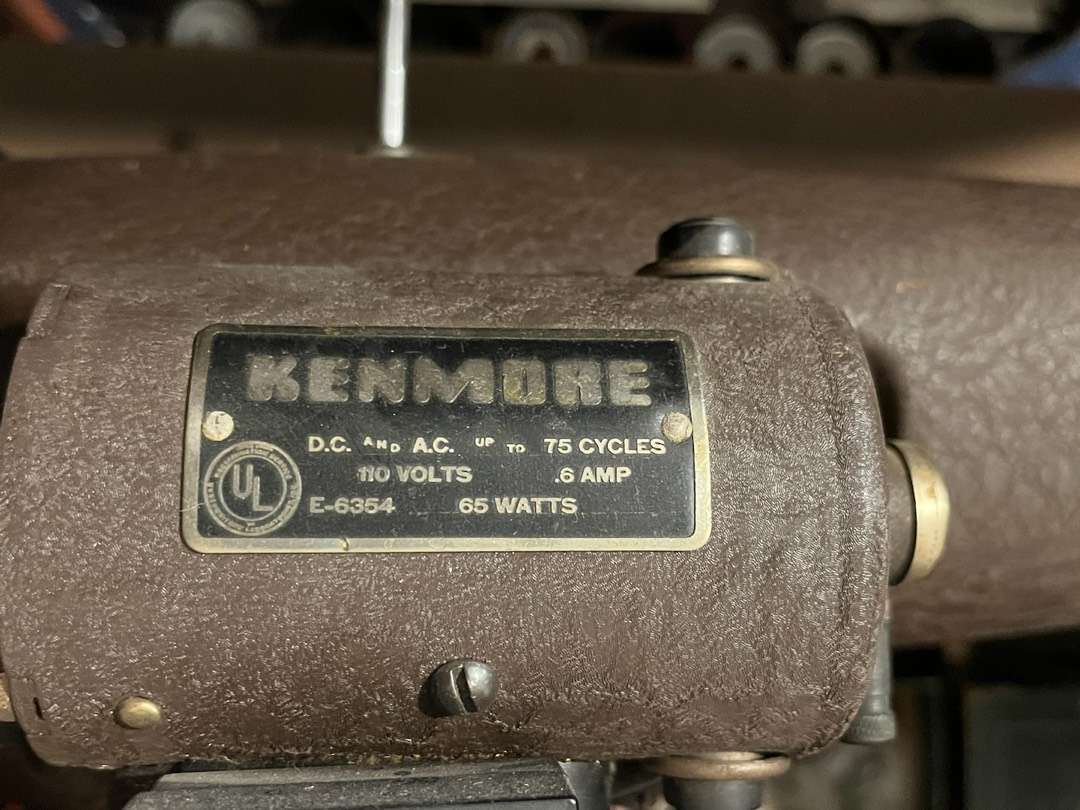 KENMORE
D.C. AND A.C. UP TO 75 CYCLES
110 VOLTS .6 AMP
UL E-6354 65 WATTS